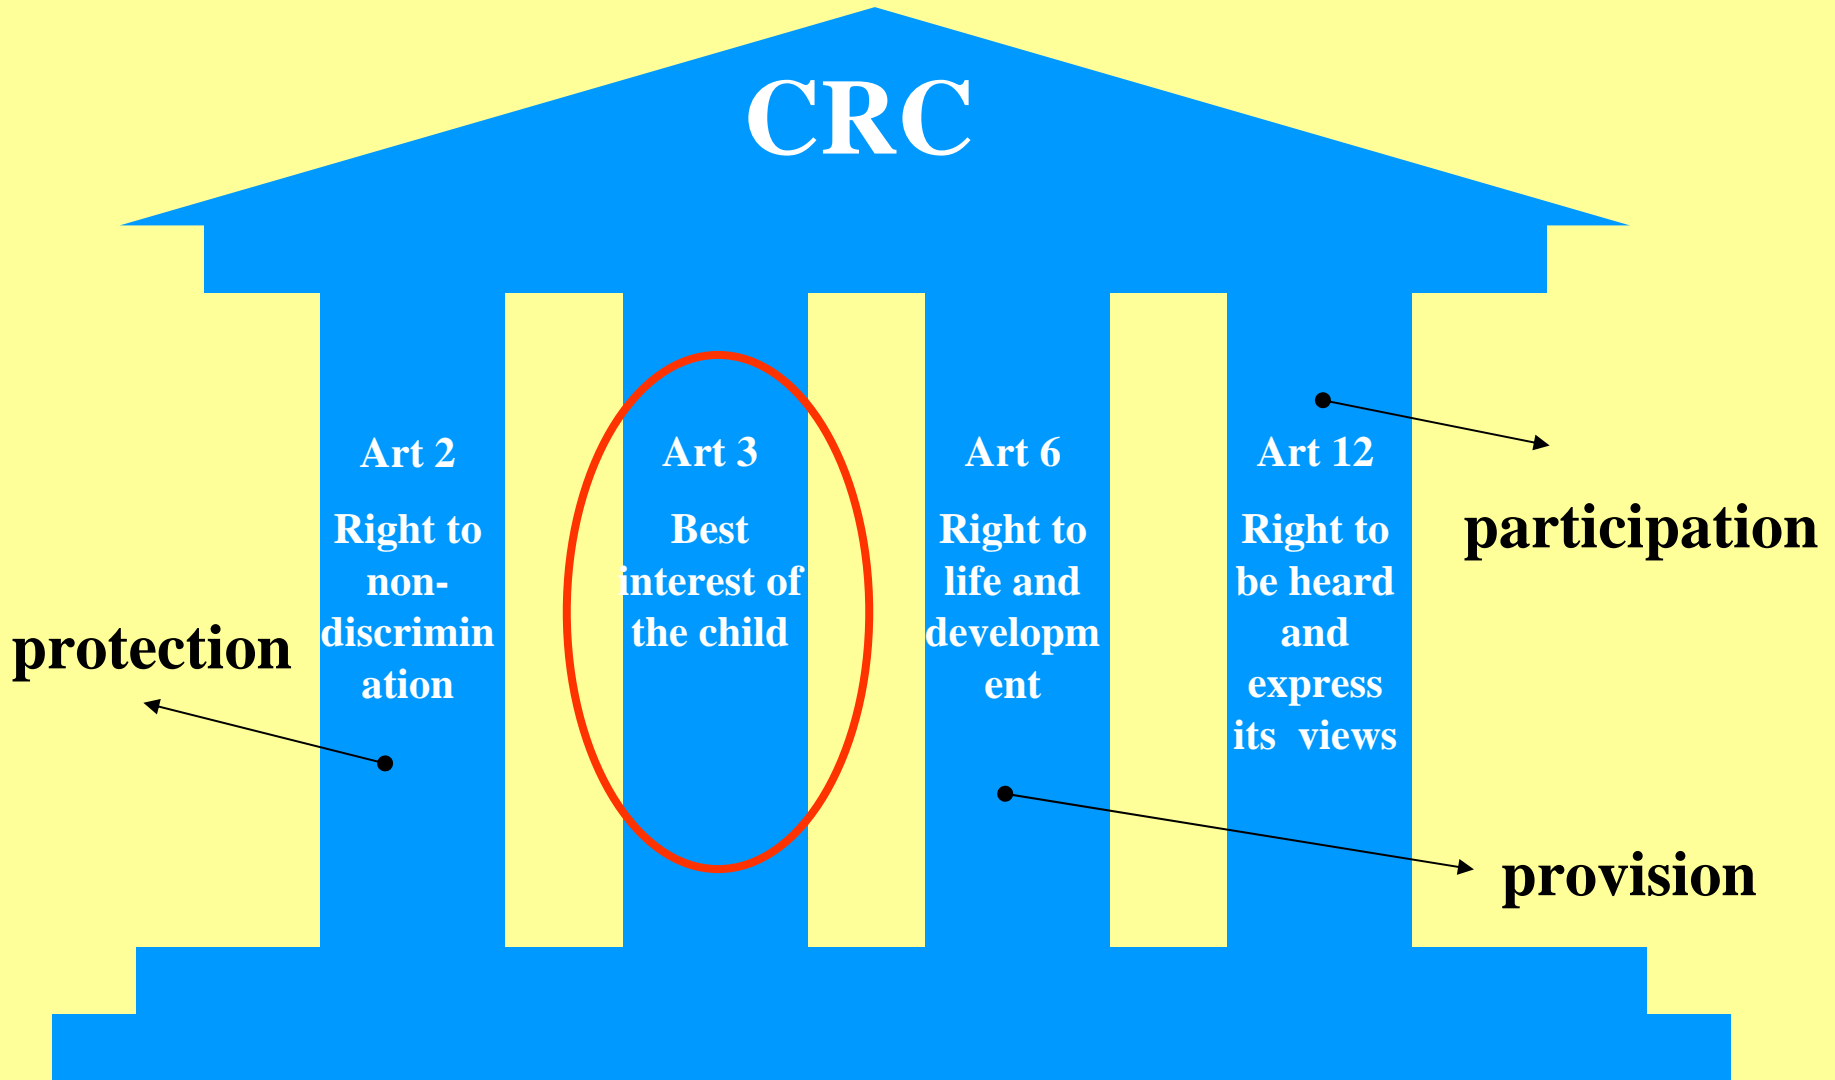 CRC
Art 2
Right to
non-
discrimin
ation
Art 3
Best
interest of
the child
Art 6
Right to
life and
developm
ent
Art 12
Right to
be heard
and
express
its  views
participation
protection
provision